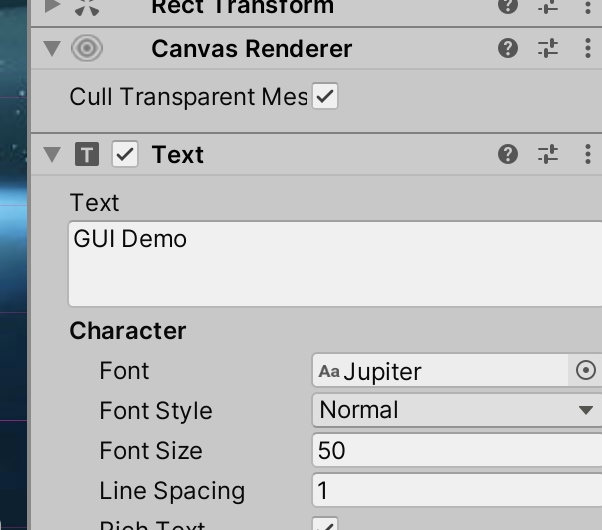 Rect Transform
Canvas Renderer
Cull Transparent Mes
T Text
Text
GUI Demo
Character
Font Aa Jupiter
Font Style Normal
Font Size 50
Line Spacing 1
Rich Text